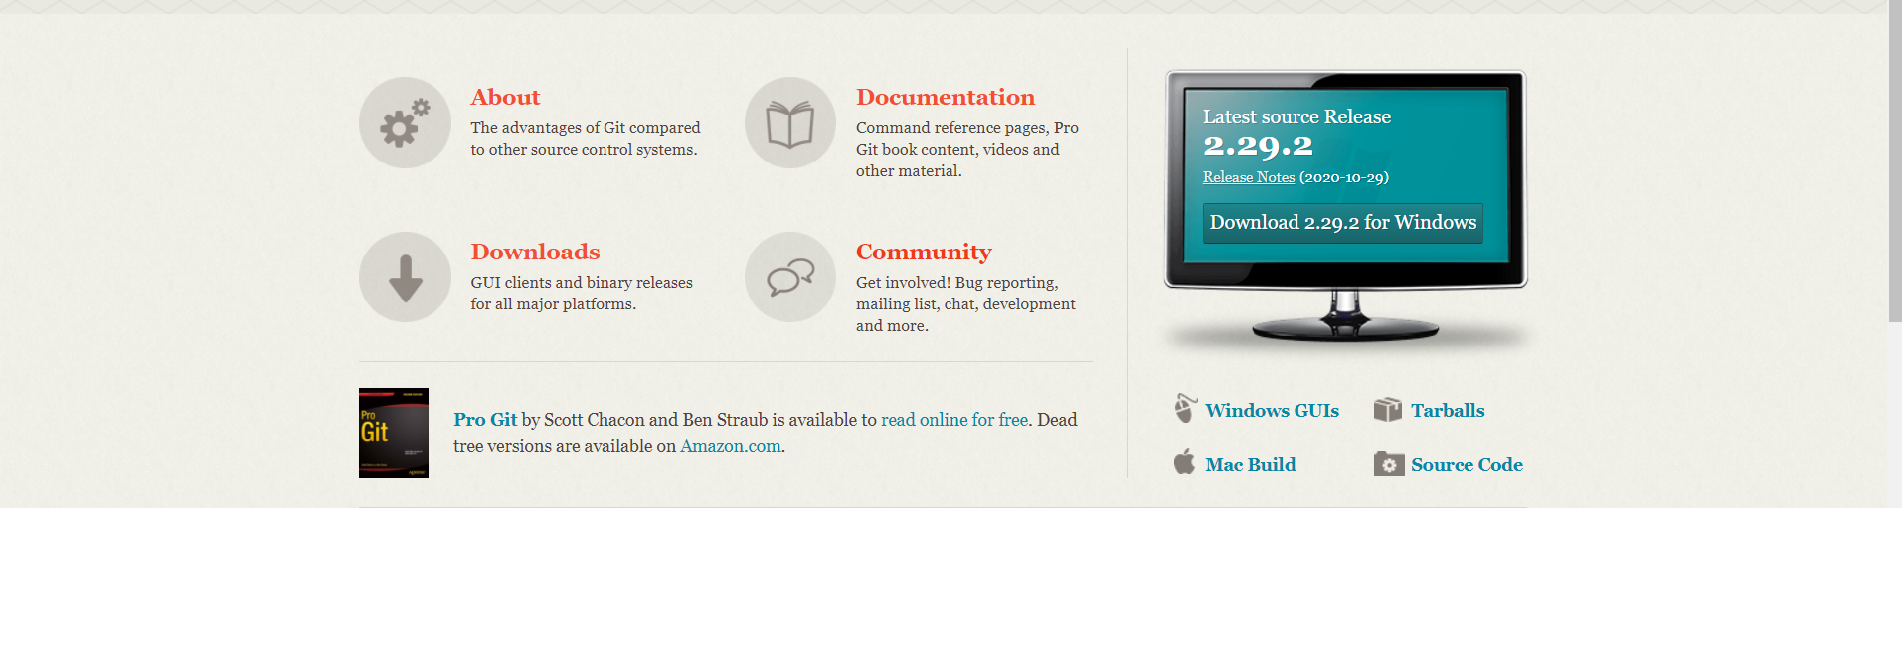 About
The advantages of Git compared
to other source control systems.
Documentation
Command reference pages, Pro
Git book content, videos and
other material.
Downloads
GUI clients and binary releases
for all major platforms.
Community
Get involved! Bug reporting,
mailing list, chat, development
and more.
Pro
Git
Pro Git by Scott Chacon and Ben Straub is available to read online for free. Dead
tree versions are available on Amazon.com.
Latest source Release
2.29.2
Release Notes (2020-10-29)
Download 2.29.2 for Windows
Windows GUIs
Tarballs
Mac Build
Source Code